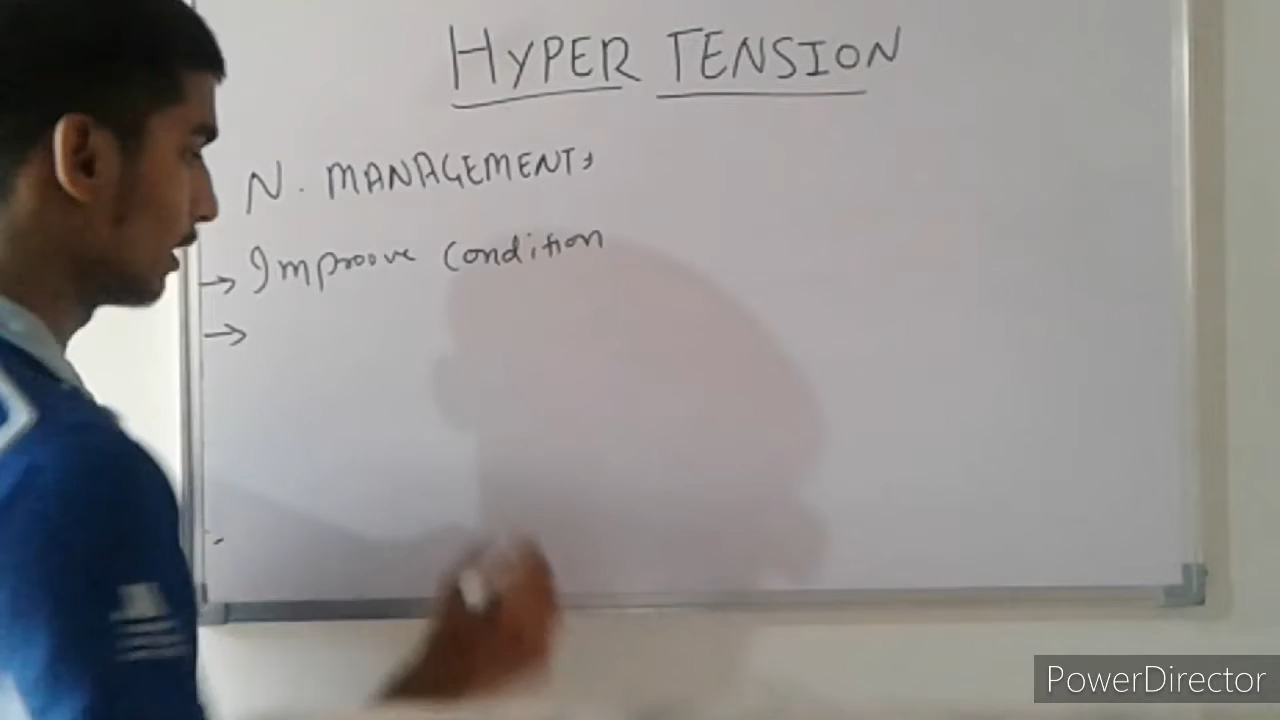 HYPER TENSION
N. MANAGEMENT,
→ Improove Condition
→
PowerDirector